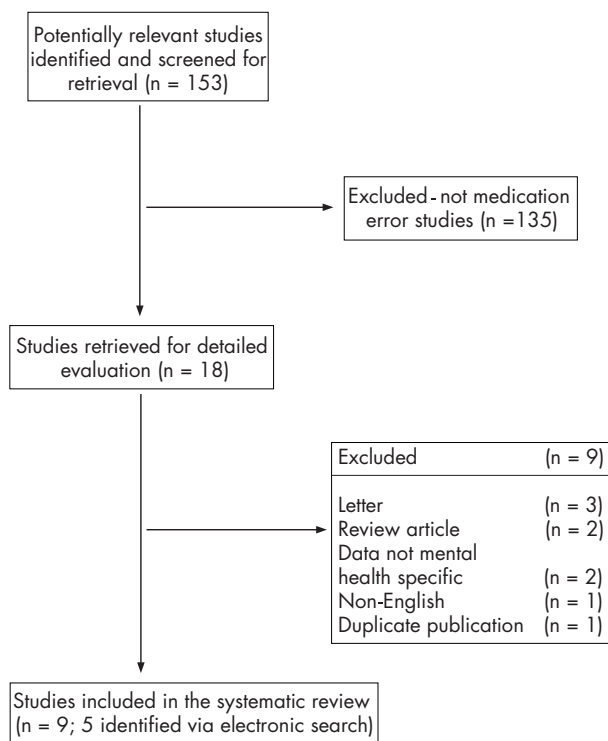 Potentially relevant studies
identified and screened for
retrieval (n = 153)
Excluded - not medication
error studies (n =135)
Studies retrieved for detailed
evaluation (n = 18)
Excluded (n = 9)
Letter (n = 3)
Review article (n = 2)
Data not mental
health specific (n = 2)
Non-English (n = 1)
Duplicate publication (n = 1)
Studies included in the systematic review
(n = 9; 5 identified via electronic search)